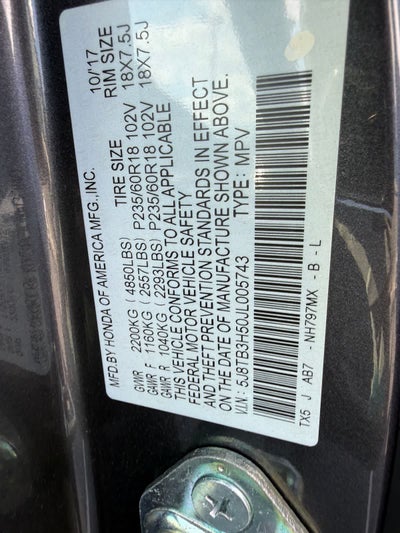 MFD.BY HONDA OF AMERICA MFG.,INC. 10/17
TIRE SIZE RIM SIZE
GVWR 2200KG (4850LBS)
GAWR F 1160KG (2557LBS) P235/60R18 102V 18X7.5J
GAWR R 1040KG (2293LBS) P235/60R18 102V 18X7.5J
THIS VEHICLE CONFORMS TO ALL APPLICABLE
FEDERAL MOTOR VEHICLE SAFETY
AND THEFT PREVENTION STANDARDS IN EFFECT
ON THE DATE OF MANUFACTURE SHOWN ABOVE.
V.I.N.: 5J8TB3H50JL005743 TYPE: MPV
TX5 J AB7 - NH797MX - B - L